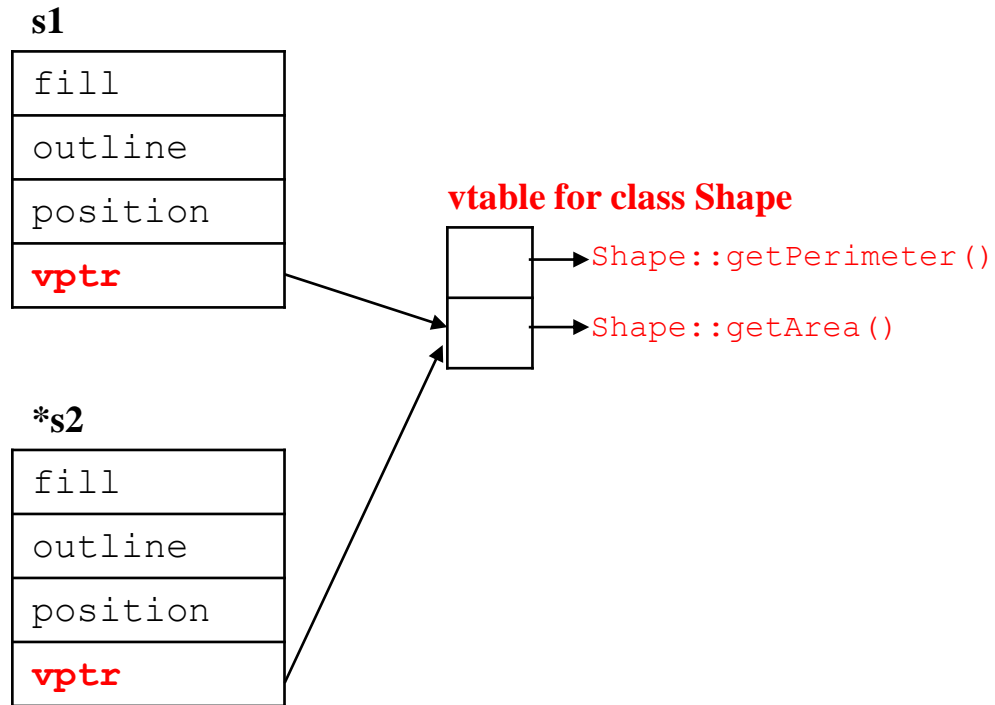 s1
fill
outline
position
vptr
vtable for class Shape
Shape::getPerimeter()
Shape::getArea()
*s2
fill
outline
position
vptr